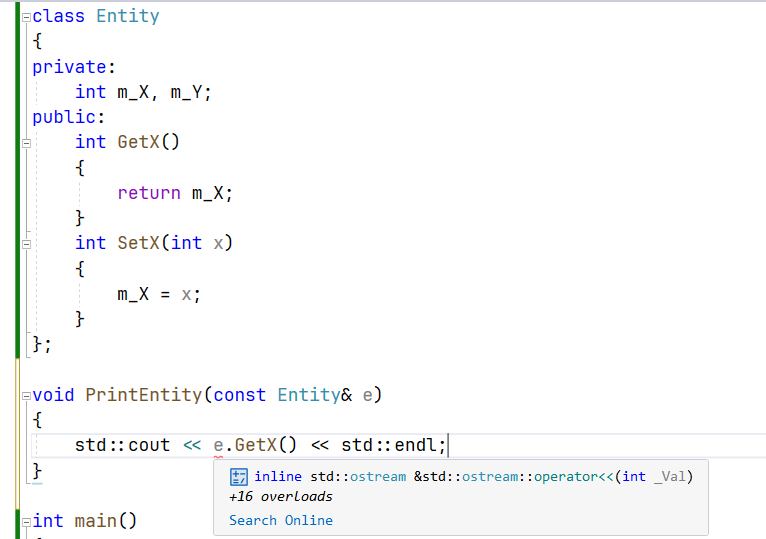 class Entity
{
private:
    int m_X, m_Y;
public:
    int GetX()
    {
        return m_X;
    }
    int SetX(int x)
    {
        m_X = x;
    }
};
void PrintEntity(const Entity& e)
{
    std::cout << e.GetX() << std::endl;
}
inline std::ostream &std::ostream::operator<<(int _Val)
+16 overloads
Search Online
int main()